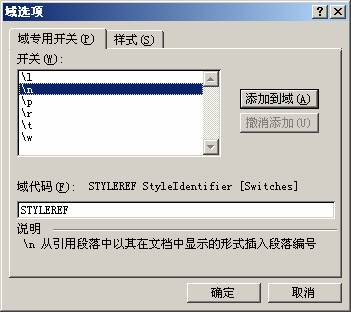 域选项
域专用开关(P) 样式(S)
开关(W):
\l
\n
\p
\r
\t
\w
添加到域(A)
撤消添加(U)
域代码(F): STYLEREF StyleIdentifier [Switches]
STYLEREF
说明
\n 从引用段落中以其在文档中显示的形式插入段落编号
确定 取消